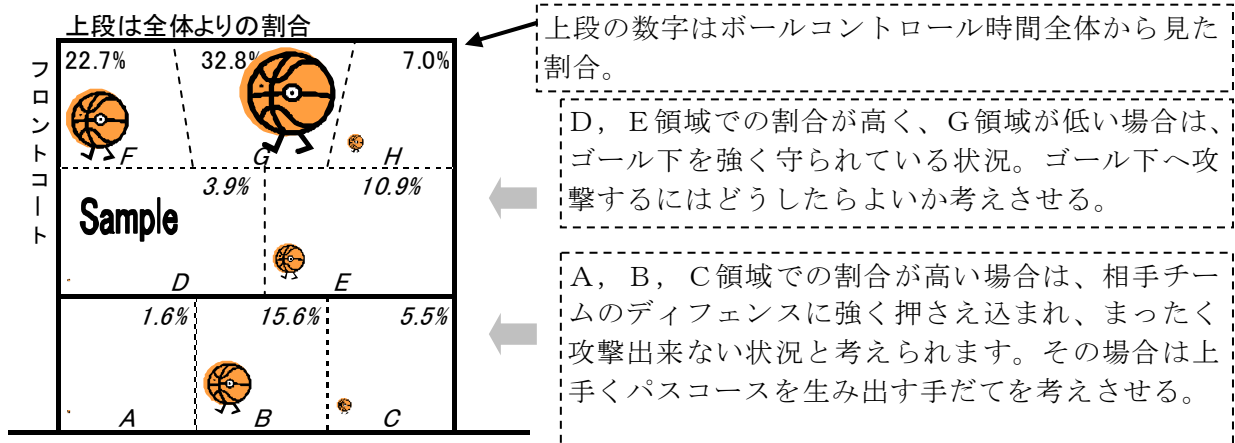 上段は全体よりの割合
フロントコート
22.7% 32.8% 7.0%
F G H
3.9% 10.9%
Sample
D E
1.6% 15.6% 5.5%
A B C
上段の数字はボールコントロール時間全体から見た
割合。
D，E領域での割合が高く、G領域が低い場合は、
ゴール下を強く守られている状況。ゴール下へ攻
撃するにはどうしたらよいか考えさせる。
A，B，C領域での割合が高い場合は、相手チー
ムのディフェンスに強く押さえ込まれ、まったく
攻撃出来ない状況と考えられます。その場合は上
手くパスコースを生み出す手だてを考えさせる。